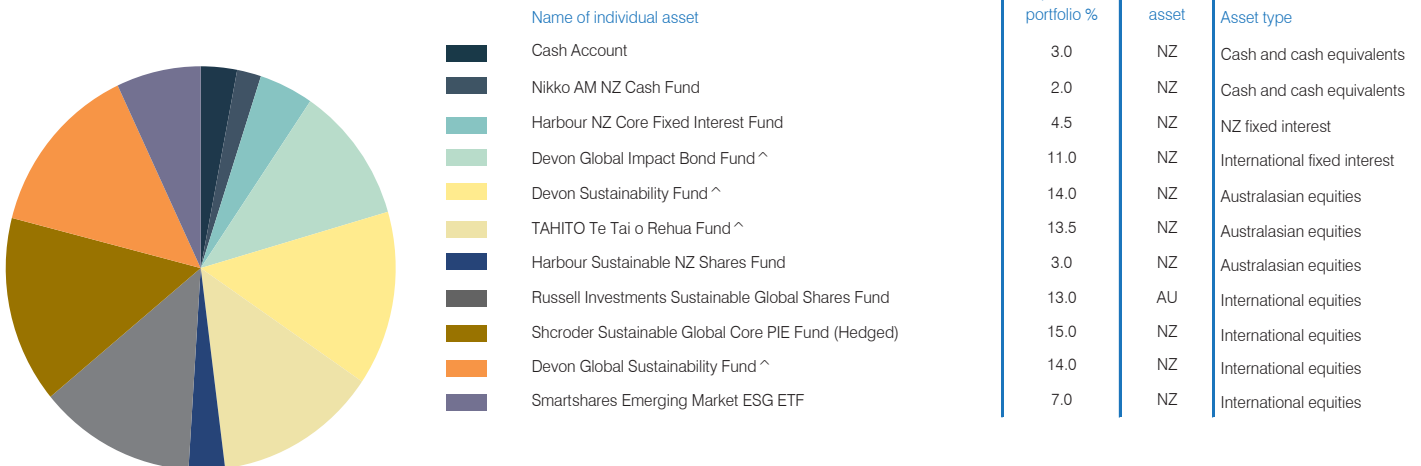 Name of individual asset portfolio % asset Asset type
Cash Account 3.0 NZ Cash and cash equivalents
Nikko AM NZ Cash Fund 2.0 NZ Cash and cash equivalents
Harbour NZ Core Fixed Interest Fund 4.5 NZ NZ fixed interest
Devon Global Impact Bond Fund ^ 11.0 NZ International fixed interest
Devon Sustainability Fund ^ 14.0 NZ Australasian equities
TAHITO Te Tai o Rehua Fund ^ 13.5 NZ Australasian equities
Harbour Sustainable NZ Shares Fund 3.0 NZ Australasian equities
Russell Investments Sustainable Global Shares Fund 13.0 AU International equities
Shcroder Sustainable Global Core PIE Fund (Hedged) 15.0 NZ International equities
Devon Global Sustainability Fund ^ 14.0 NZ International equities
Smartshares Emerging Market ESG ETF 7.0 NZ International equities